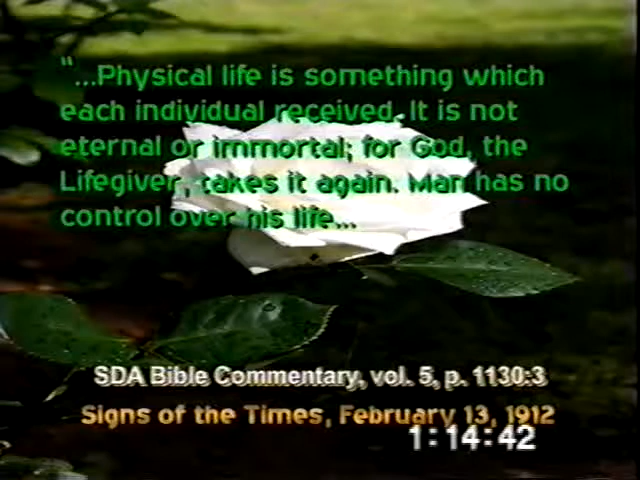 "...Physical life is something which
each individual received. It is not
eternal or immortal; for God, the
Lifegiver, takes it again. Man has no
control over his life...
SDA Bible Commentary, vol. 5, p. 1130:3
Signs of the Times, February 13, 1912
1:14:42